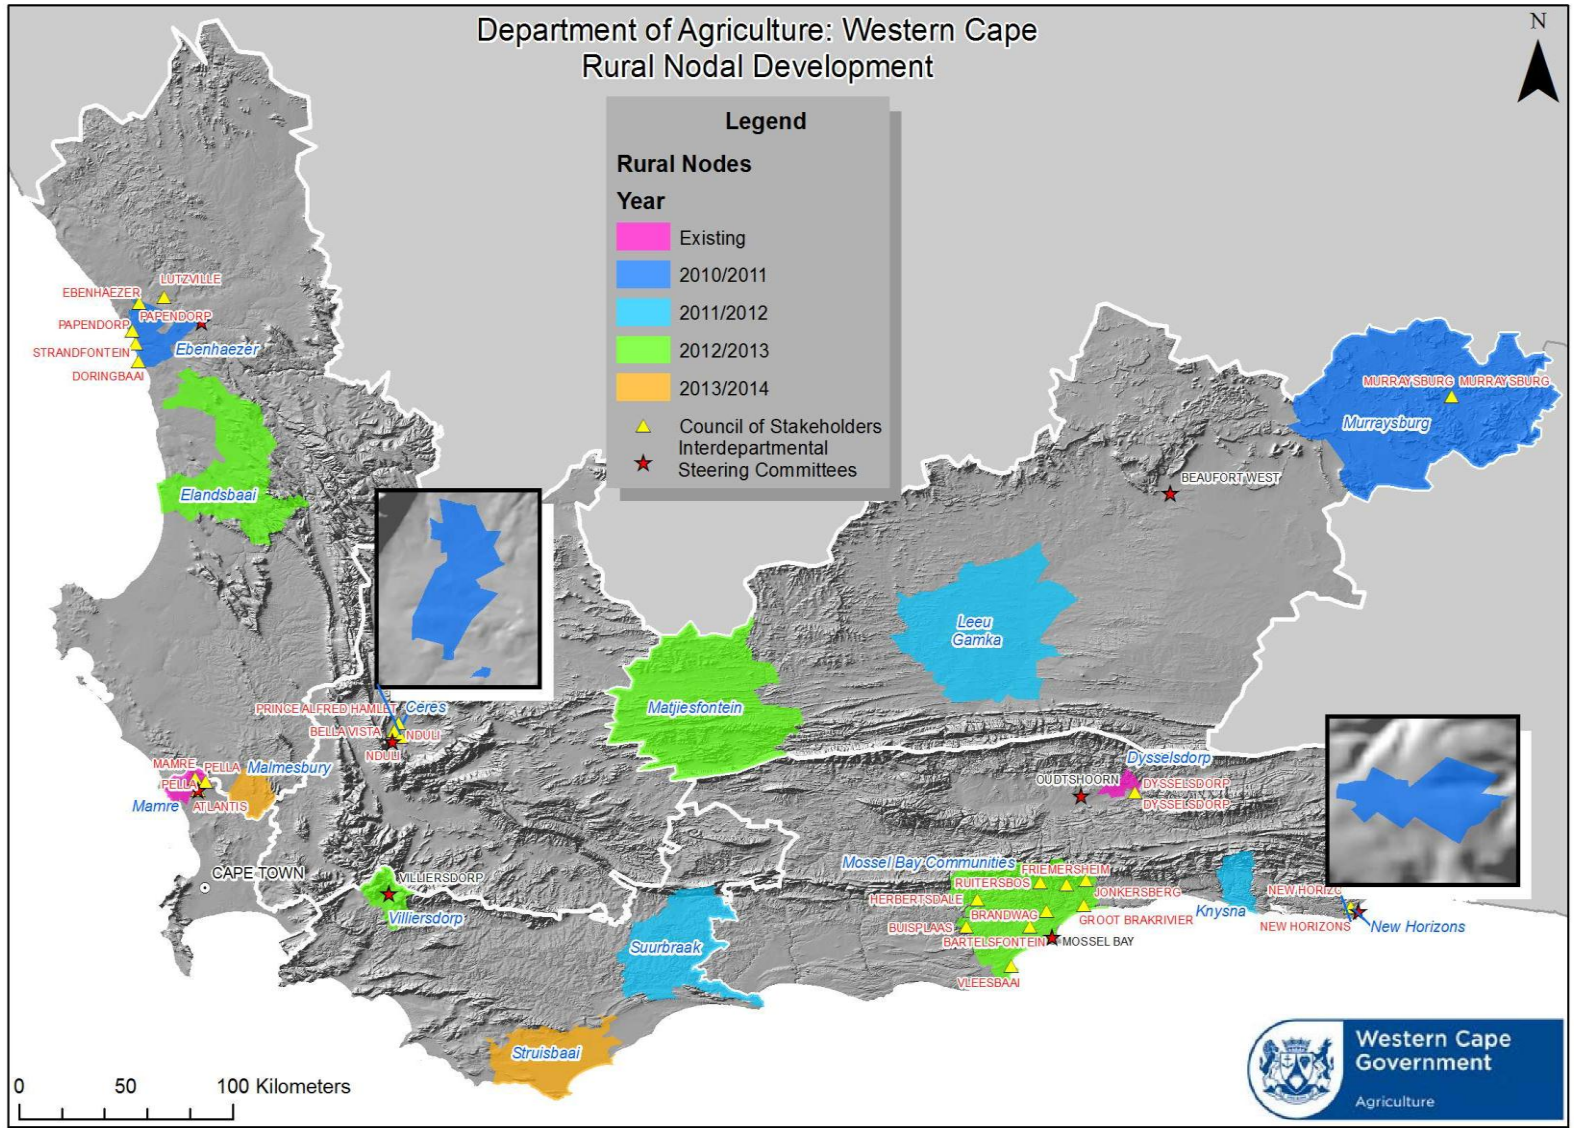 Department of Agriculture: Western Cape
Rural Nodal Development
N
Legend
Rural Nodes
Year
Existing
2010/2011
2011/2012
2012/2013
2013/2014
Council of Stakeholders
Interdepartmental
Steering Committees
LUTZVILLE
EBENHAEZER
PAPENDORP
PAPENDORP
STRANDFONTEIN
Ebenhaezer
DORINGBAAI
MURRAYSBURG MURRAYSBURG
Murraysburg
BEAUFORT WEST
Elandsbaai
Leeu
Gamka
Matjiesfontein
PRINCE ALFRED HAMLET
Ceres
BELLA VISTA
NDULI
NDULI
MAMRE
PELLA
Malmesbury
PELLA
Mamre
ATLANTIS
Dysselsdorp
OUDTSHOORN
DYSSELSDORP
DYSSELSDORP
CAPE TOWN
VILLIERSDORP
Villiersdorp
Mossel Bay Communities
FRIEMERSHEIM
RUITERSBOS
JONKERSBERG
HERBERTSDALE
BRANDWAG
GROOT BRAKRIVIER
BUISPLAAS
BARTELSFONTEIN
MOSSEL BAY
VLEESBAAI
Knysna
NEW HORIZO
NEW HORIZONS
New Horizons
Suurbraak
Struisbaai
0 50 100 Kilometers
Western Cape
Government
Agriculture